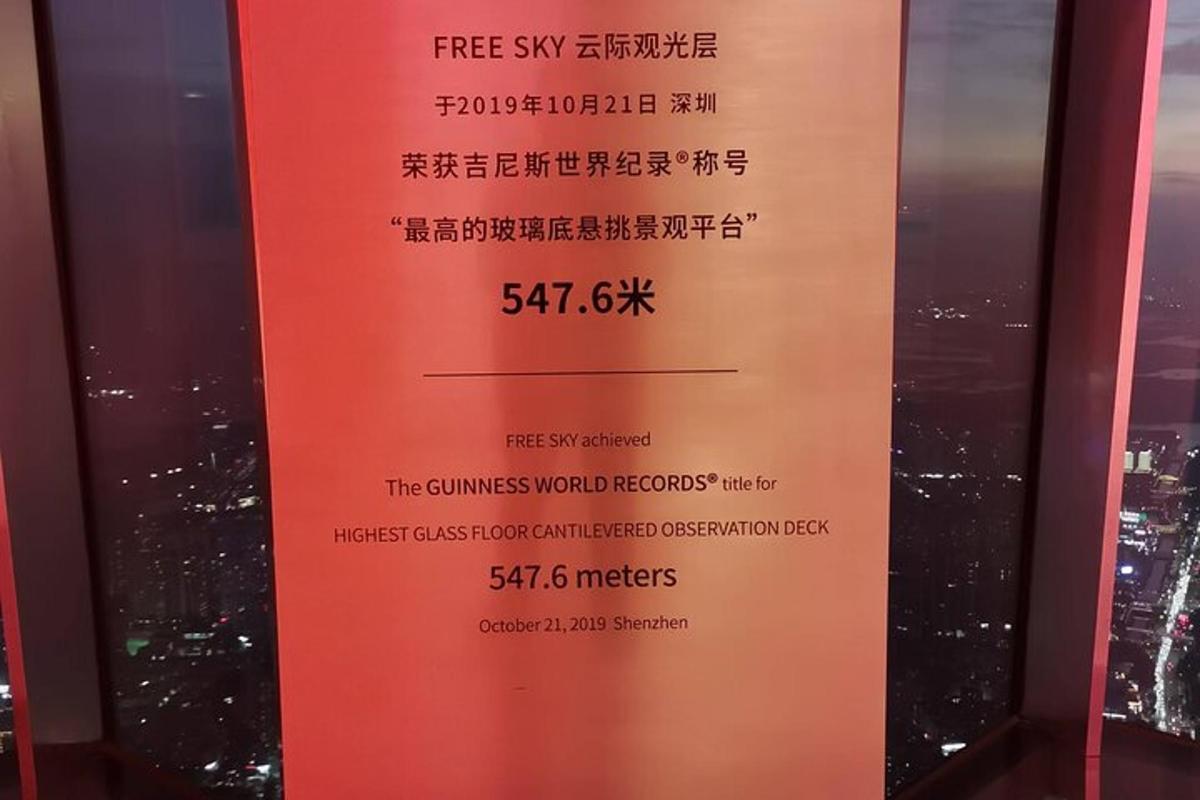 FREE SKY 云际观光层
于2019年10月21日 深圳
荣获吉尼斯世界纪录®称号
“最高的玻璃底悬挑景观平台”
547.6米
FREE SKY achieved
The GUINNESS WORLD RECORDS® title for
HIGHEST GLASS FLOOR CANTILEVERED OBSERVATION DECK
547.6 meters
October 21, 2019 Shenzhen